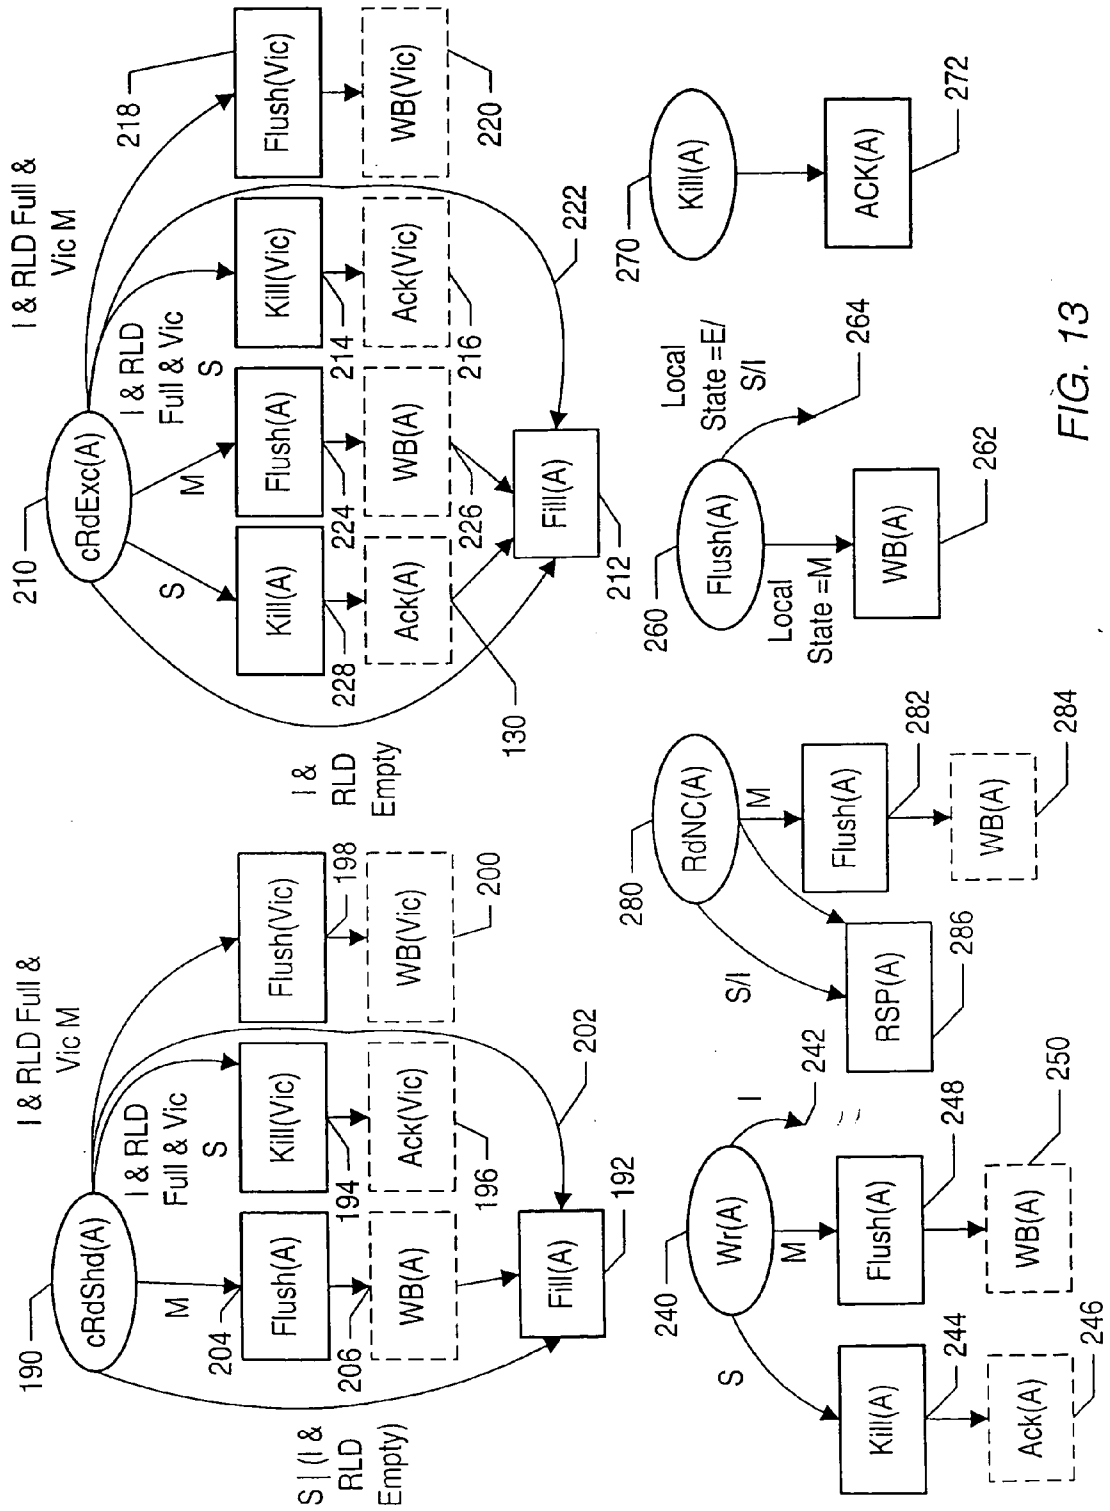 190
cRdShd(A)
I & RLD Full &
Vic M
I & RLD
Full & Vic
S
M
S | (I &
RLD
Empty)
204
Flush(A)
Kill(Vic)
Flush(Vic)
198
194
206
WB(A)
Ack(Vic)
WB(Vic)
200
196
202
Fill(A)
192
210
cRdExc(A)
I & RLD Full &
Vic M
218
I & RLD
Full & Vic
S
S
M
I &
RLD
Empty
Kill(A)
Flush(A)
Kill(Vic)
Flush(Vic)
228
224
214
Ack(A)
WB(A)
Ack(Vic)
WB(Vic)
220
130
226
216
222
Fill(A)
212
240
Wr(A)
I
242
S
M
Kill(A)
244
Flush(A)
248
Ack(A)
246
WB(A)
250
280
RdNC(A)
S/I
M
RSP(A)
286
Flush(A)
282
WB(A)
284
260
Flush(A)
Local
State =M
Local
State =E/
S/I
264
WB(A)
262
270
Kill(A)
ACK(A)
272
FIG. 13